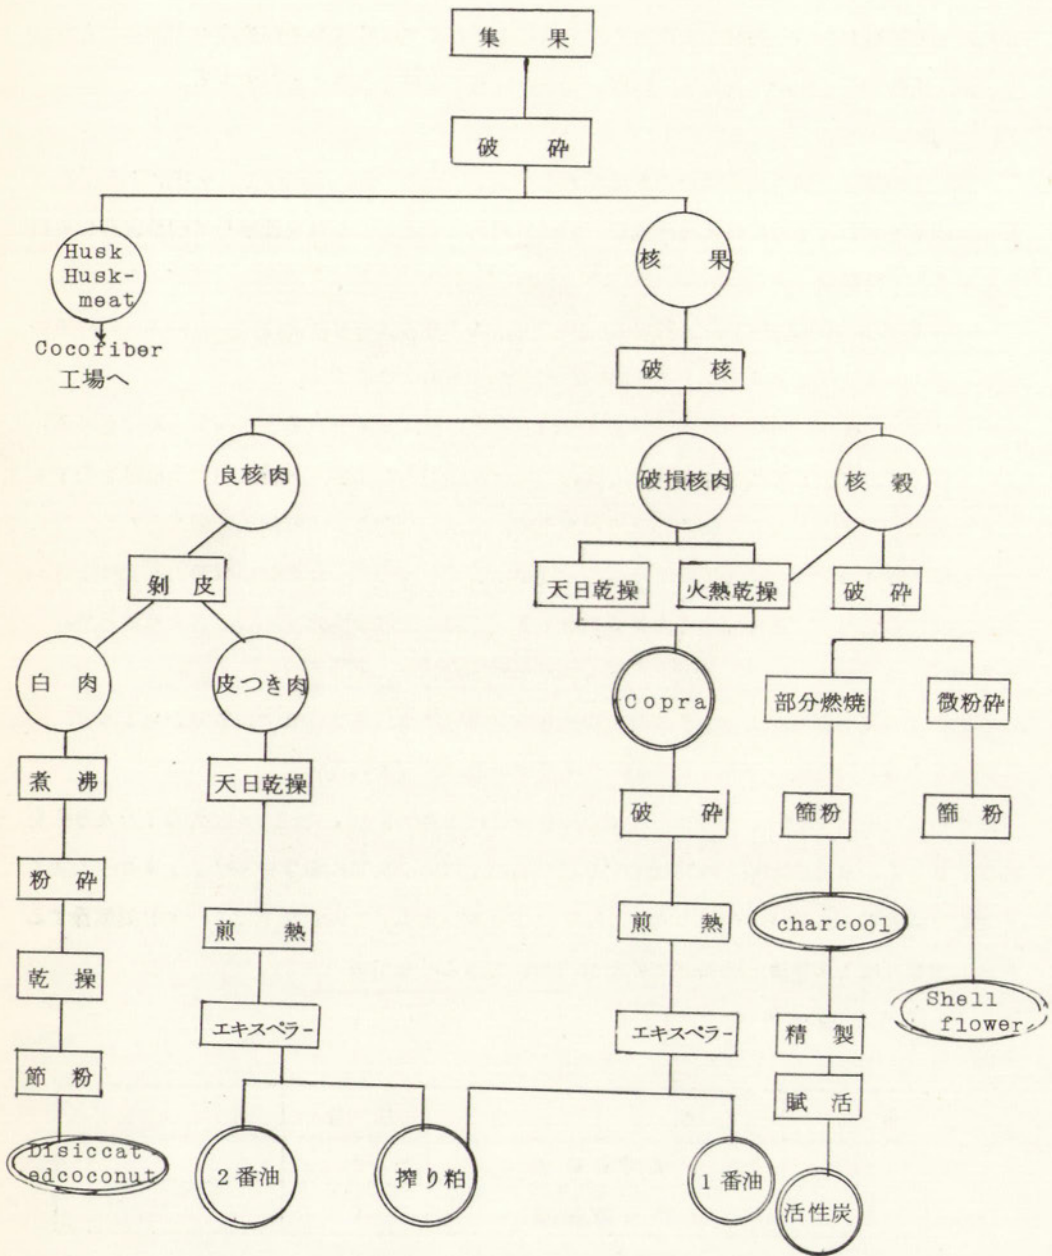 集果
破砕
Husk
Husk-
meat
核果
Cocofiber
工場へ
破核
良核肉
破損核肉
核穀
剝皮
天日乾操
火熱乾操
破砕
白肉
皮つき肉
Copra
部分燃焼
微粉砕
煮沸
天日乾操
破砕
篩粉
篩粉
粉砕
煎熱
煎熱
charcool
乾操
Shell
flower
エキスペラー
エキスペラー
精製
節粉
賦活
Disiccat-
edcoconut
2番油
搾り粕
1番油
活性炭